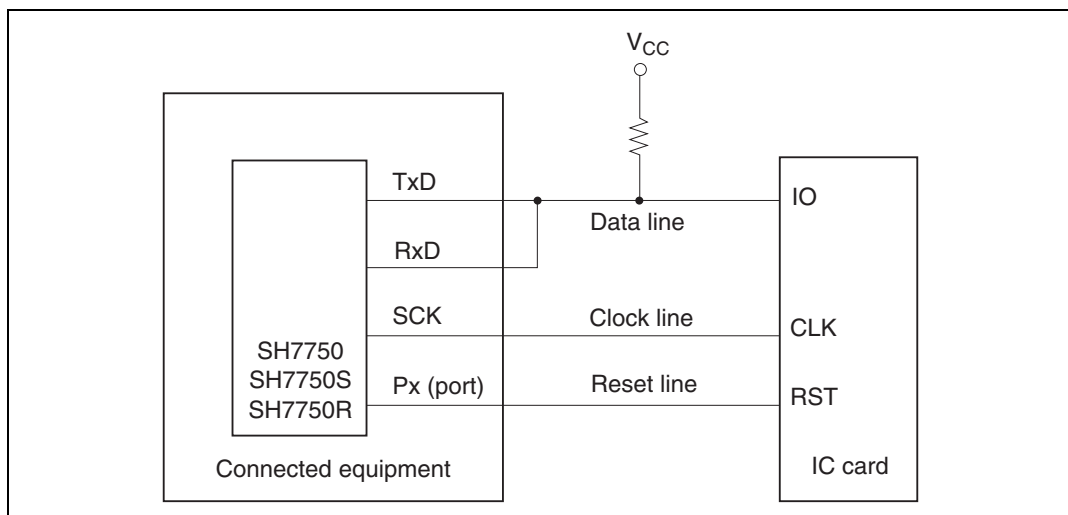 VCC
TxD
IO
Data line
RxD
SCK
Clock line
CLK
SH7750
SH7750S
SH7750R
Px (port)
Reset line
RST
Connected equipment
IC card